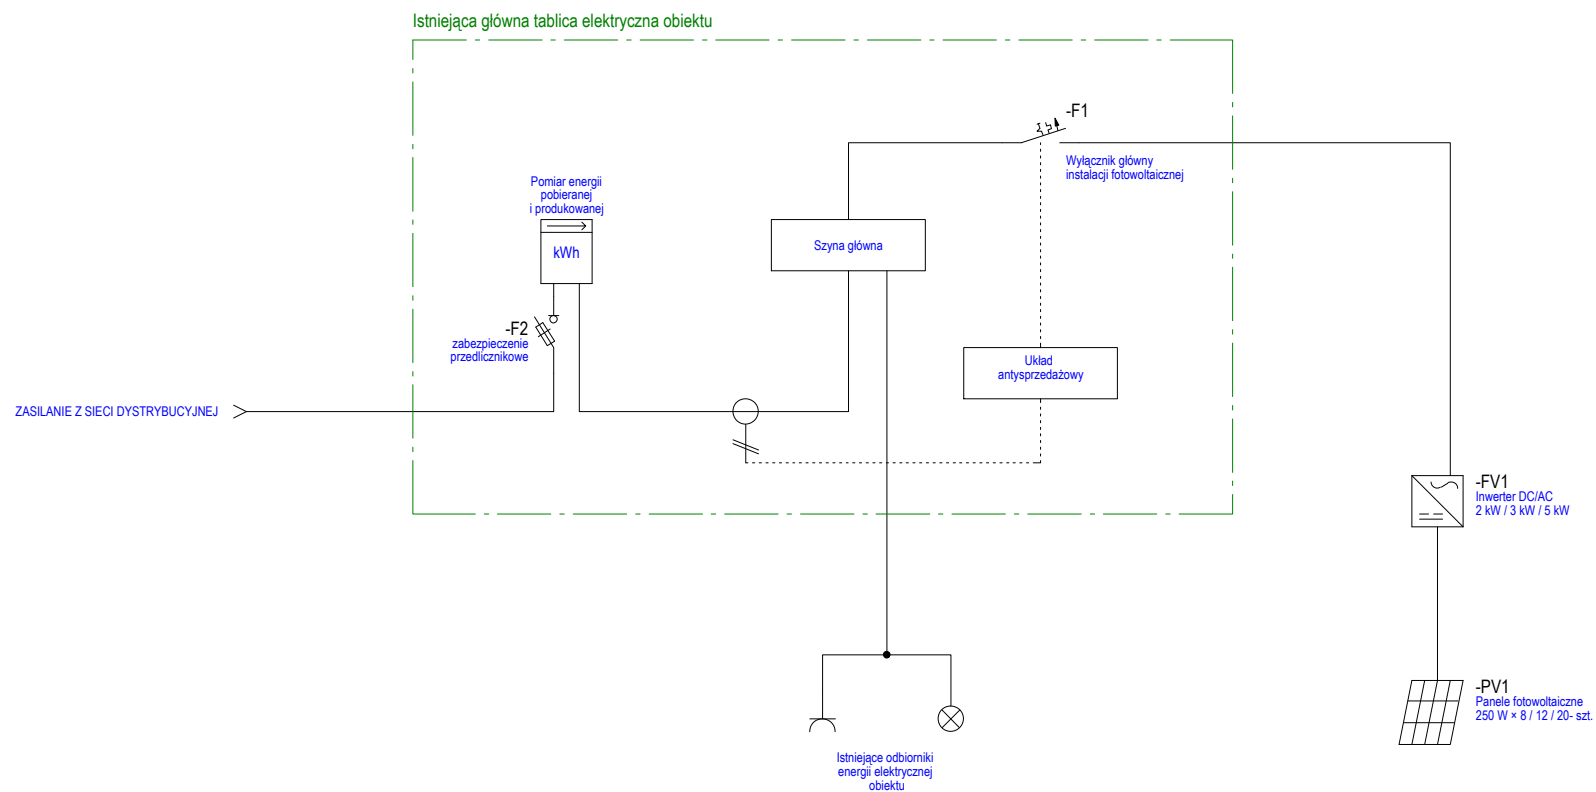 Istniejąca główna tablica elektryczna obiektu
-F1
Wyłącznik główny
instalacji fotowoltaicznej
Pomiar energii
pobieranej
i produkowanej
kWh
Szyna główna
-F2
zabezpieczenie
przedlicznikowe
Układ
antysprzedażowy
ZASILANIE Z SIECI DYSTRYBUCYJNEJ
-FV1
Inwerter DC/AC
2 kW / 3 kW / 5 kW
-PV1
Panele fotowoltaiczne
250 W × 8 / 12 / 20- szt.
Istniejące odbiorniki
energii elektrycznej
obiektu